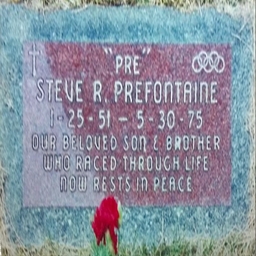 "PRE"
STEVE R. PREFONTAINE
1-25-51 - 5-30-75
OUR BELOVED SON & BROTHER
WHO RACED THROUGH LIFE
NOW RESTS IN PEACE